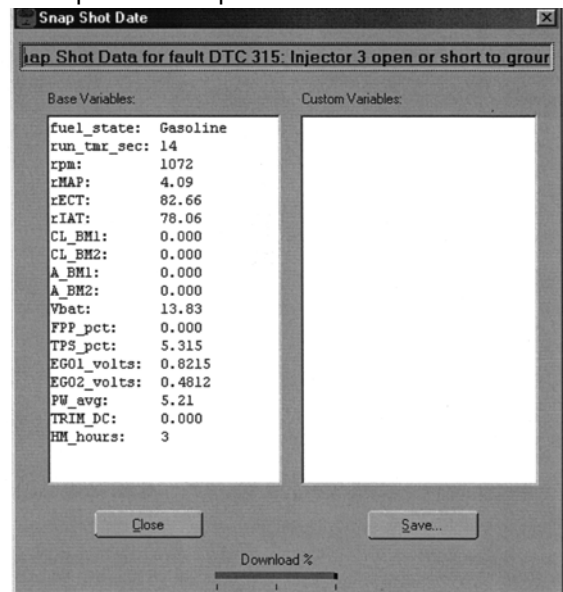 Snap Shot Date
ap Shot Data for fault DTC 315: Injector 3 open or short to grour
Base Variables:
Custom Variables:
fuel_state: Gasoline
run_tmr_sec: 14
rpm: 1072
rMAP: 4.09
rECT: 82.66
rIAT: 78.06
CL_BM1: 0.000
CL_BM2: 0.000
A_BM1: 0.000
A_BM2: 0.000
Vbat: 13.83
FPP_pct: 0.000
TPS_pct: 5.315
EGO1_volts: 0.8215
EGO2_volts: 0.4812
PW_avg: 5.21
TRIM_DC: 0.000
HM_hours: 3
Close
Save...
Download %